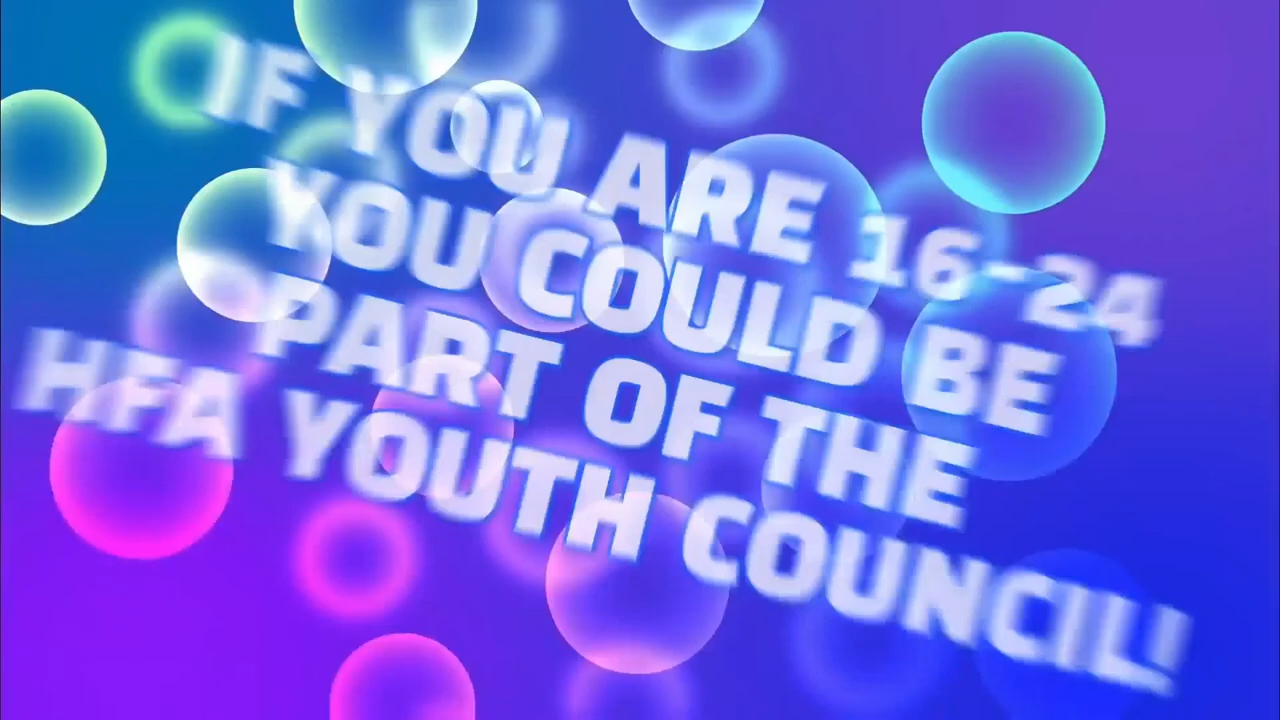 IF YOU ARE 16-24
YOU COULD BE
PART OF THE
HFA YOUTH COUNCIL!